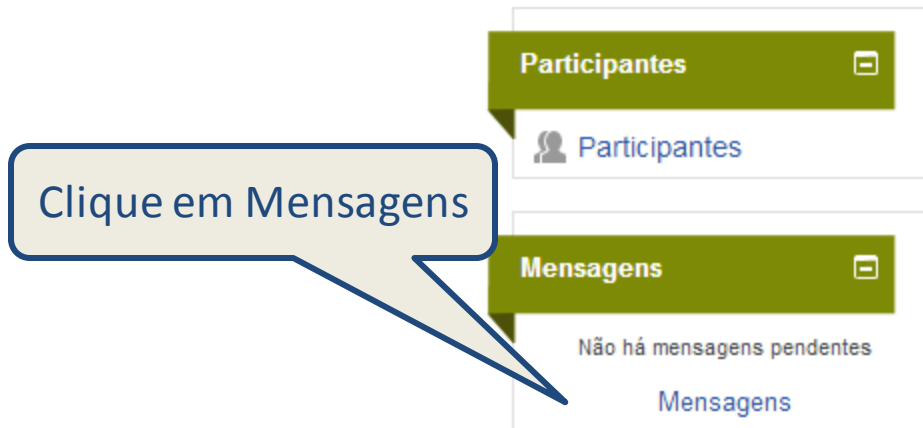 Participantes
Participantes
Clique em Mensagens
Mensagens
Não há mensagens pendentes
Mensagens